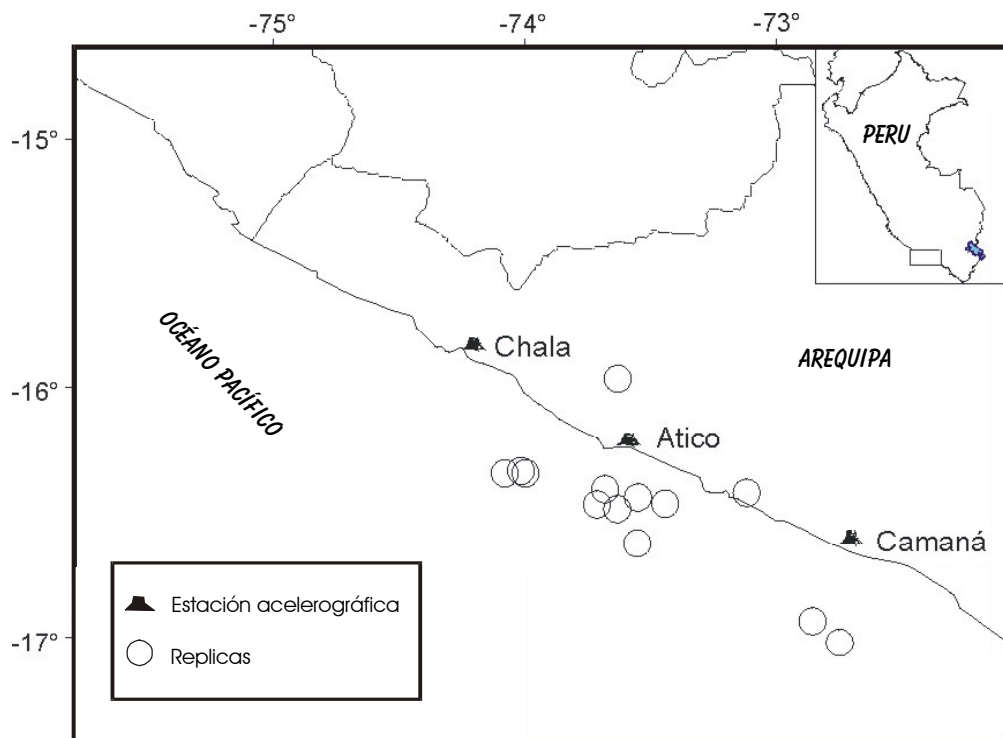 -75°
-74°
-73°
-15°
-16°
-17°
PERU
OCÉANO PACÍFICO
AREQUIPA
Chala
Atico
Camaná
Estación acelerográfica
Replicas